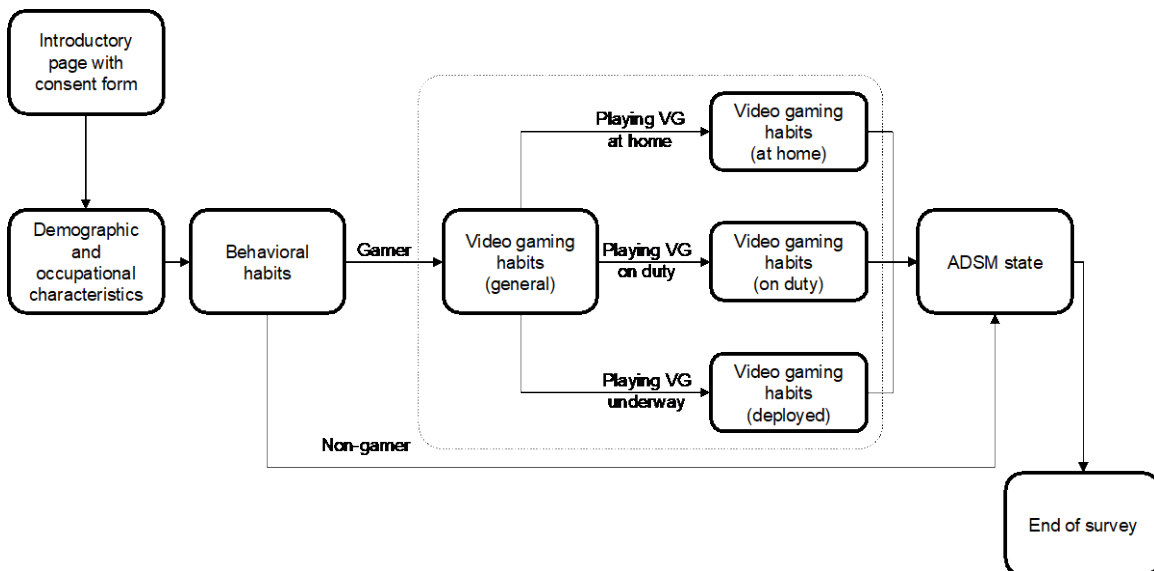 Introductory
page with
consent form
Demographic
and
occupational
characteristics
Behavioral
habits
Gamer
Non-gamer
Video gaming
habits
(general)
Playing VG
at home
Video gaming
habits
(at home)
Playing VG
on duty
Video gaming
habits
(on duty)
Playing VG
underway
Video gaming
habits
(deployed)
ADSM state
End of survey